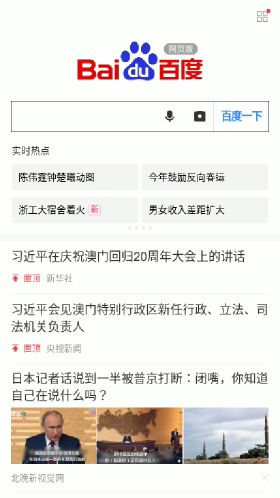 网页版
Bai du 百度
百度一下
实时热点
陈伟霆钟楚曦动图
今年鼓励反向春运
浙工大宿舍着火 新
男女收入差距扩大
习近平在庆祝澳门回归20周年大会上的讲话
置顶 新华社
习近平会见澳门特别行政区新任行政、立法、司
法机关负责人
置顶 央视新闻
日本记者话说到一半被普京打断：闭嘴，你知道
自己在说什么吗？
北晚新视觉网